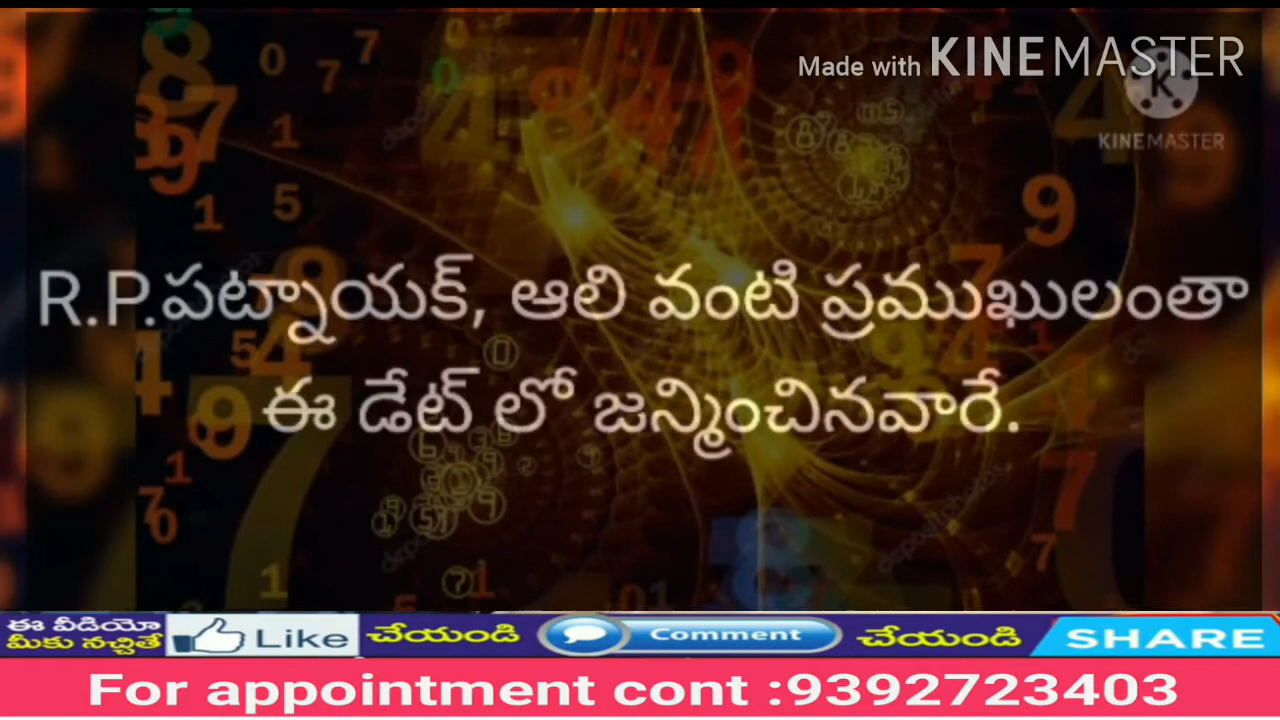 Made with KINEMASTER
KINEMASTER
R.P.పట్నాయక్, ఆలి వంటి ప్రముఖులంతా
ఈ డేట్ లో జన్మించినవారే.
ఈ వీడియో
మీకు నచ్చితే Like చేయండి Comment చేయండి SHARE
For appointment cont :9392723403